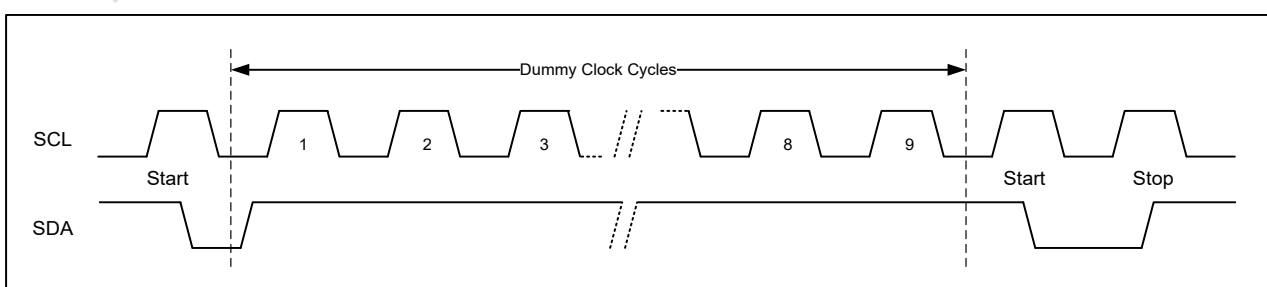 Dummy Clock Cycles
SCL
1 2 3 8 9
Start Start Stop
SDA